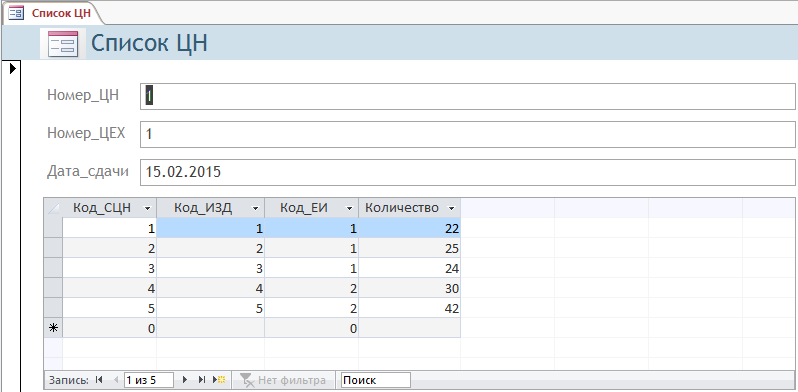 Список ЦН
Список ЦН
Номер_ЦН 1
Номер_ЦЕХ 1
Дата_сдачи 15.02.2015
Код_СЦН Код_ИЗД Код_ЕИ Количество
1 1 1 22
2 2 1 25
3 3 1 24
4 4 2 30
5 5 2 42
0 0
Запись: 1 из 5 Нет фильтра Поиск